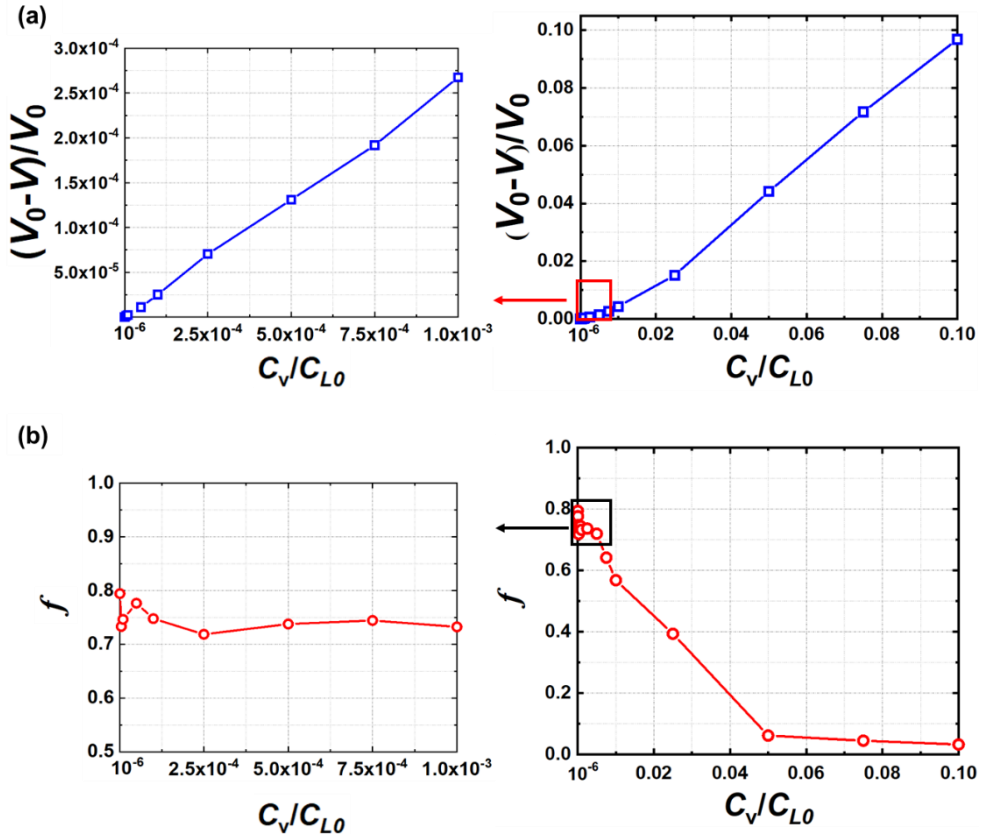 (a)
(V0-V)/V0
3.0x10-4
2.5x10-4
2.0x10-4
1.5x10-4
1.0x10-4
5.0x10-5
10-6 2.5x10-4 5.0x10-4 7.5x10-4 1.0x10-3
Cv/CL0
(V0-V)/V0
0.10
0.08
0.06
0.04
0.02
0.00
10-6 0.02 0.04 0.06 0.08 0.10
Cv/CL0
(b)
f
1.0
0.9
0.8
0.7
0.6
0.5
10-6 2.5x10-4 5.0x10-4 7.5x10-4 1.0x10-3
Cv/CL0
f
1.0
0.8
0.6
0.4
0.2
0.0
10-6 0.02 0.04 0.06 0.08 0.10
Cv/CL0